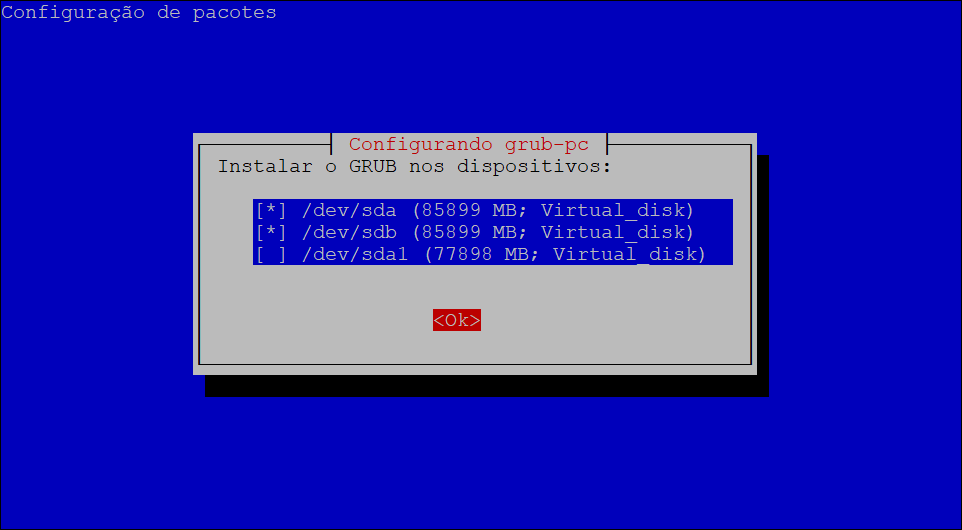 Configuração de pacotes
Configurando grub-pc
Instalar o GRUB nos dispositivos:
[*] /dev/sda (85899 MB; Virtual_disk)
[*] /dev/sdb (85899 MB; Virtual_disk)
[ ] /dev/sda1 (77898 MB; Virtual_disk)
<Ok>